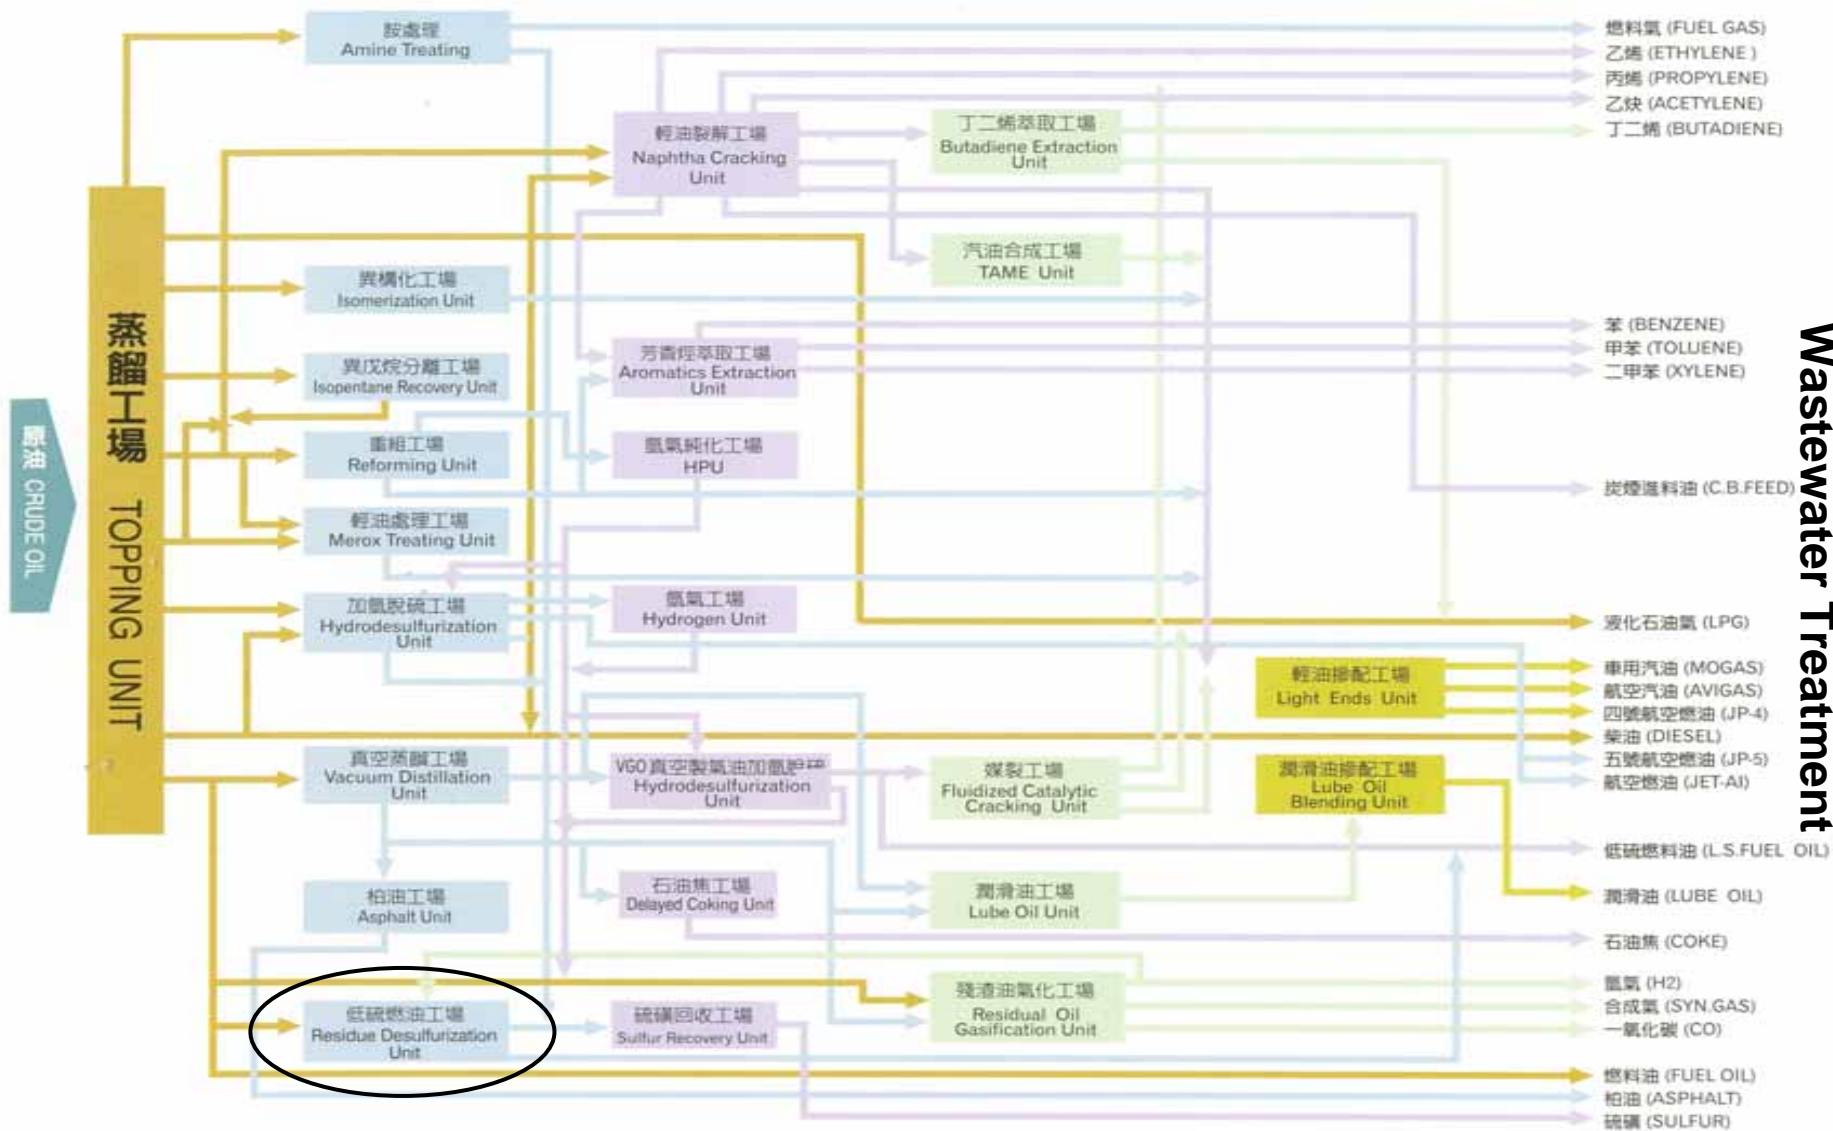 原油 CRUDE OIL
蒸餾工場 TOPPING UNIT
胺處理
Amine Treating
異構化工場
Isomerization Unit
異戊烷分離工場
Isopentane Recovery Unit
重組工場
Reforming Unit
輕油處理工場
Merox Treating Unit
加氫脫硫工場
Hydrodesulfurization
Unit
真空蒸餾工場
Vacuum Distillation
Unit
柏油工場
Asphalt Unit
低硫燃油工場
Residue Desulfurization
Unit
輕油裂解工場
Naphtha Cracking
Unit
芳香烴萃取工場
Aromatics Extraction
Unit
氫氣純化工場
HPU
氫氣工場
Hydrogen Unit
VGO真空製氣油加氫脫硫
Hydrodesulfurization
Unit
石油焦工場
Delayed Coking Unit
硫磺回收工場
Sulfur Recovery Unit
丁二烯萃取工場
Butadiene Extraction
Unit
汽油合成工場
TAME Unit
媒裂工場
Fluidized Catalytic
Cracking Unit
潤滑油工場
Lube Oil Unit
殘渣油氣化工場
Residual Oil
Gasification Unit
輕油摻配工場
Light Ends Unit
潤滑油摻配工場
Lube Oil
Blending Unit
燃料氣 (FUEL GAS)
乙烯 (ETHYLENE )
丙烯 (PROPYLENE)
乙炔 (ACETYLENE)
丁二烯 (BUTADIENE)
苯 (BENZENE)
甲苯 (TOLUENE)
二甲苯 (XYLENE)
炭煙進料油 (C.B.FEED)
液化石油氣 (LPG)
車用汽油 (MOGAS)
航空汽油 (AVIGAS)
四號航空燃油 (JP-4)
柴油 (DIESEL)
五號航空燃油 (JP-5)
航空燃油 (JET-AI)
低硫燃料油 (L.S.FUEL OIL)
潤滑油 (LUBE OIL)
石油焦 (COKE)
氫氣 (H2)
合成氣 (SYN.GAS)
一氧化碳 (CO)
燃料油 (FUEL OIL)
柏油 (ASPHALT)
硫磺 (SULFUR)
Wastewater Treatment